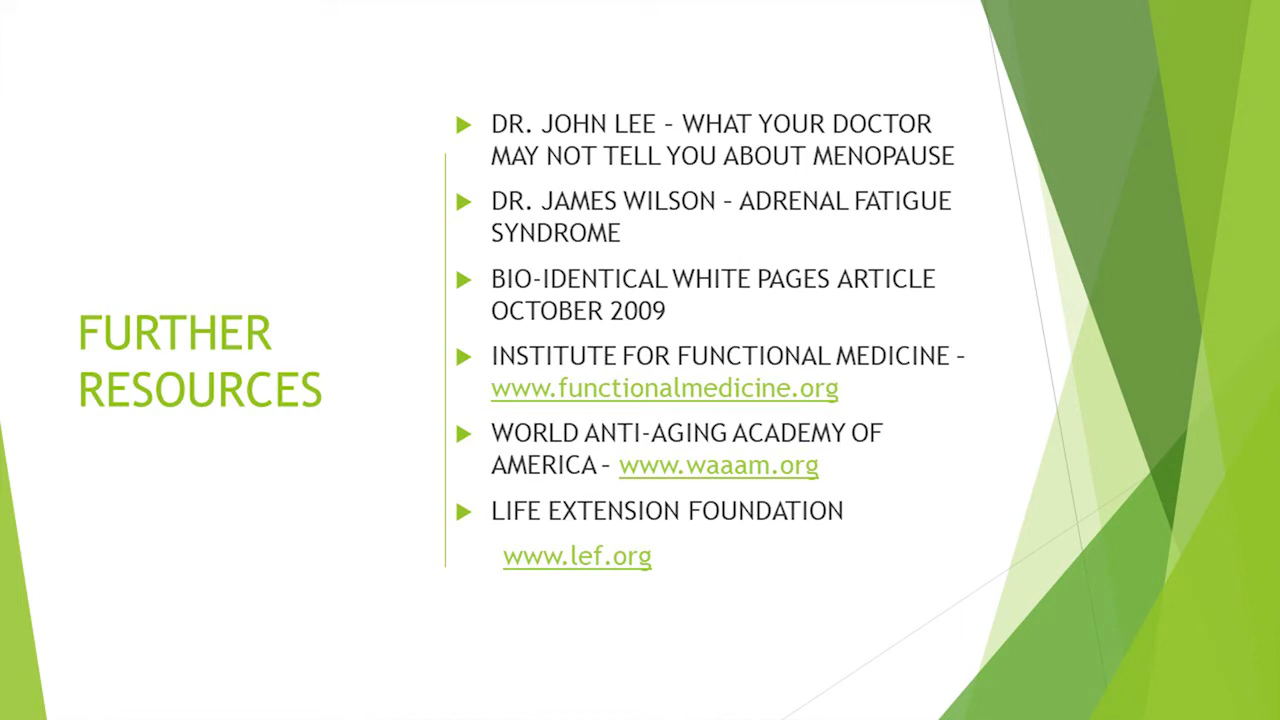 FURTHER
RESOURCES
DR. JOHN LEE – WHAT YOUR DOCTOR
MAY NOT TELL YOU ABOUT MENOPAUSE
DR. JAMES WILSON – ADRENAL FATIGUE
SYNDROME
BIO-IDENTICAL WHITE PAGES ARTICLE
OCTOBER 2009
INSTITUTE FOR FUNCTIONAL MEDICINE –
www.functionalmedicine.org
WORLD ANTI-AGING ACADEMY OF
AMERICA – www.waaam.org
LIFE EXTENSION FOUNDATION
www.lef.org